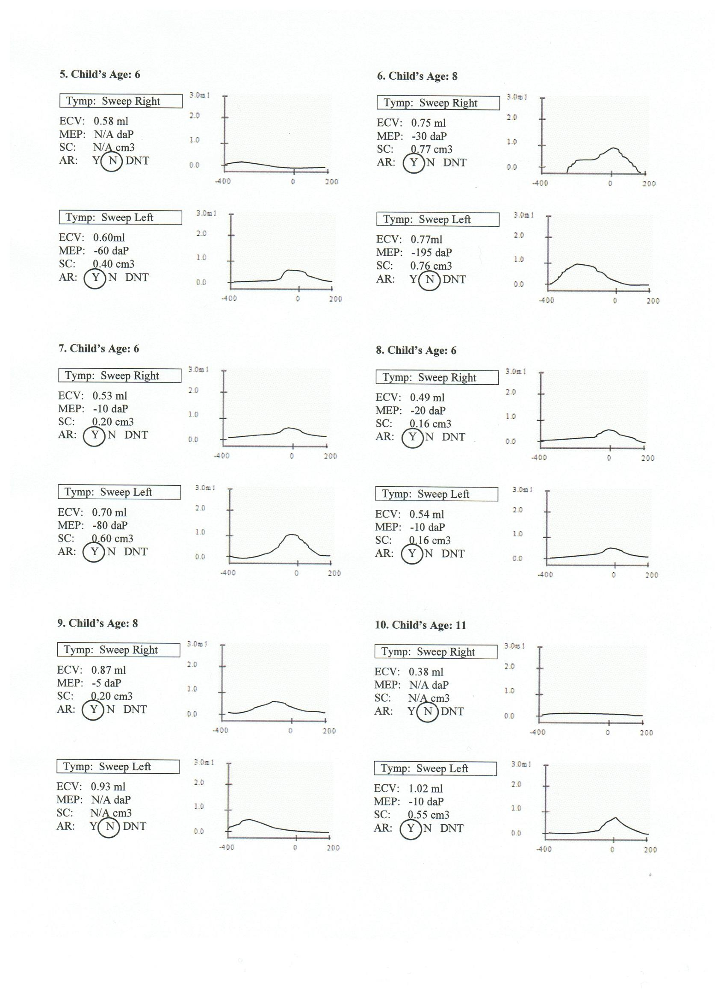 5. Child's Age: 6
Tymp: Sweep Right
ECV: 0.58 ml
MEP: N/A daP
SC: N/A cm3
AR: Y N DNT
3.0ml
2.0
1.0
0.0
-400 0 200
Tymp: Sweep Left
ECV: 0.60ml
MEP: -60 daP
SC: 0.40 cm3
AR: Y N DNT
3.0ml
2.0
1.0
0.0
-400 0 200
6. Child's Age: 8
Tymp: Sweep Right
ECV: 0.75 ml
MEP: -30 daP
SC: 0.77 cm3
AR: Y N DNT
3.0ml
2.0
1.0
0.0
-400 0 200
Tymp: Sweep Left
ECV: 0.77ml
MEP: -195 daP
SC: 0.76 cm3
AR: Y N DNT
3.0ml
2.0
1.0
0.0
-400 0 200
7. Child's Age: 6
Tymp: Sweep Right
ECV: 0.53 ml
MEP: -10 daP
SC: 0.20 cm3
AR: Y N DNT
3.0ml
2.0
1.0
0.0
-400 0 200
Tymp: Sweep Left
ECV: 0.70 ml
MEP: -80 daP
SC: 0.60 cm3
AR: Y N DNT
3.0ml
2.0
1.0
0.0
-400 0 200
8. Child's Age: 6
Tymp: Sweep Right
ECV: 0.49 ml
MEP: -20 daP
SC: 0.16 cm3
AR: Y N DNT
3.0ml
2.0
1.0
0.0
-400 0 200
Tymp: Sweep Left
ECV: 0.54 ml
MEP: -10 daP
SC: 0.16 cm3
AR: Y N DNT
3.0ml
2.0
1.0
0.0
-400 0 200
9. Child's Age: 8
Tymp: Sweep Right
ECV: 0.87 ml
MEP: -5 daP
SC: 0.20 cm3
AR: Y N DNT
3.0ml
2.0
1.0
0.0
-400 0 200
Tymp: Sweep Left
ECV: 0.93 ml
MEP: N/A daP
SC: N/A cm3
AR: Y N DNT
3.0ml
2.0
1.0
0.0
-400 0 200
10. Child's Age: 11
Tymp: Sweep Right
ECV: 0.38 ml
MEP: N/A daP
SC: N/A cm3
AR: Y N DNT
3.0ml
2.0
1.0
0.0
-400 0 200
Tymp: Sweep Left
ECV: 1.02 ml
MEP: -10 daP
SC: 0.55 cm3
AR: Y N DNT
3.0ml
2.0
1.0
0.0
-400 0 200